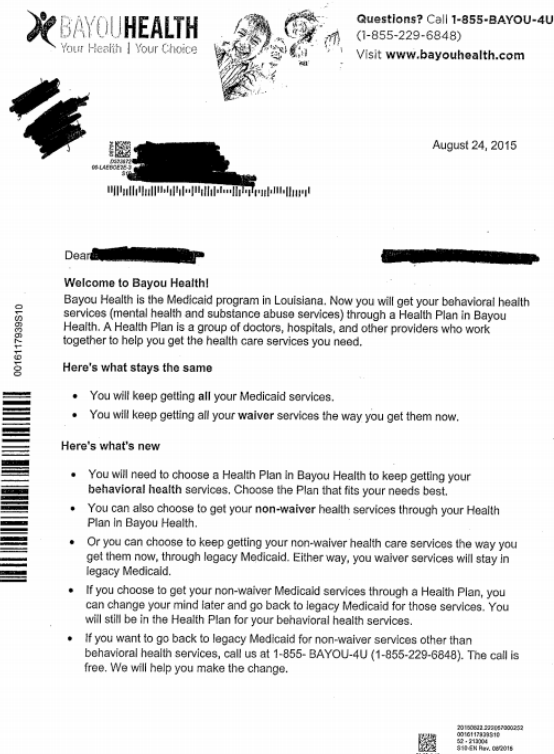 BAYOUHEALTH
Your Health | Your Choice
Questions? Call 1-855-BAYOU-4U
(1-855-229-6848)
Visit www.bayouhealth.com
August 24, 2015
Dear
Welcome to Bayou Health!
Bayou Health is the Medicaid program in Louisiana. Now you will get your behavioral health
services (mental health and substance abuse services) through a Health Plan in Bayou
Health. A Health Plan is a group of doctors, hospitals, and other providers who work
together to help you get the health care services you need.
0016117939S10
Here's what stays the same
• You will keep getting all your Medicaid services.
• You will keep getting all your waiver services the way you get them now.
Here's what's new
• You will need to choose a Health Plan in Bayou Health to keep getting your
behavioral health services. Choose the Plan that fits your needs best.
• You can also choose to get your non-waiver health services through your Health
Plan in Bayou Health.
• Or you can choose to keep getting your non-waiver health care services the way you
get them now, through legacy Medicaid. Either way, you waiver services will stay in
legacy Medicaid.
• If you choose to get your non-waiver Medicaid services through a Health Plan, you
can change your mind later and go back to legacy Medicaid for those services. You
will still be in the Health Plan for your behavioral health services.
• If you want to go back to legacy Medicaid for non-waiver services other than
behavioral health services, call us at 1-855- BAYOU-4U (1-855-229-6848). The call is
free. We will help you make the change.
0016117939S10
52 - 213004